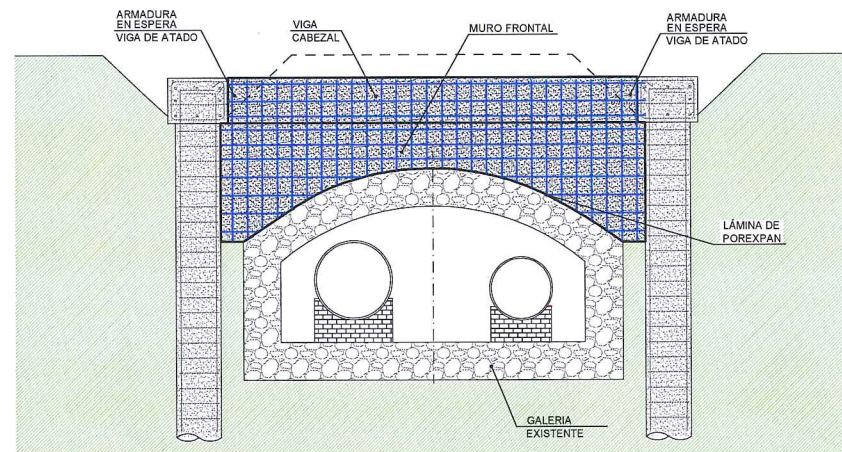 ARMADURA
EN ESPERA
VIGA DE ATADO
VIGA
CABEZAL
MURO FRONTAL
ARMADURA
EN ESPERA
VIGA DE ATADO
LÁMINA DE
POREXPAN
GALERIA
EXISTENTE